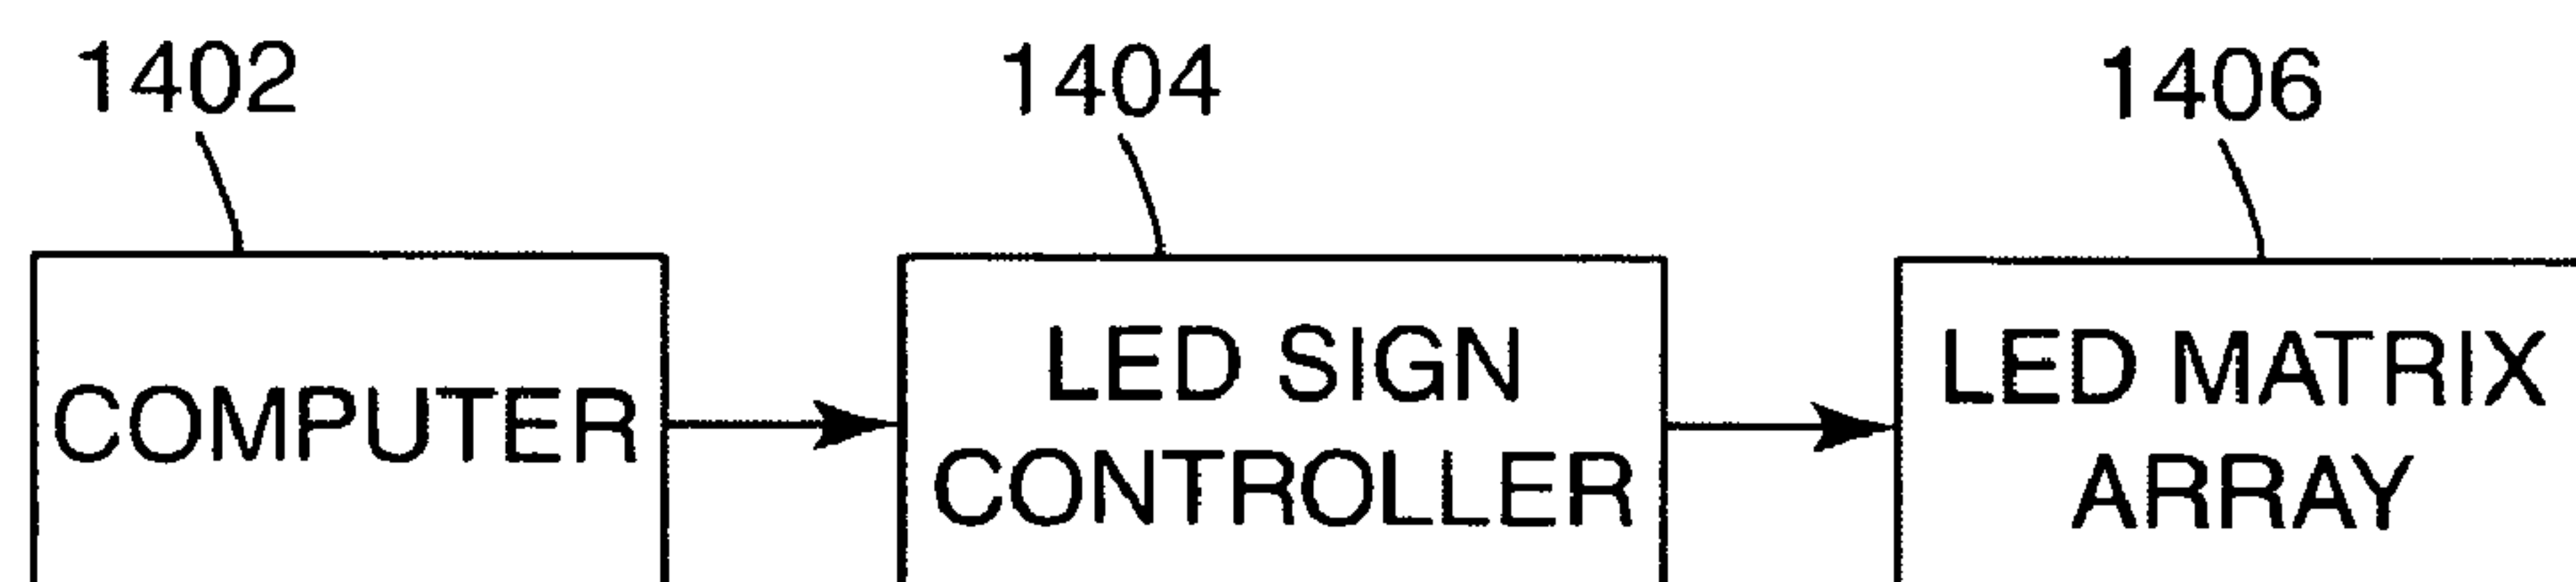 1402
1404
1406
COMPUTER
LED SIGN
CONTROLLER
LED MATRIX
ARRAY